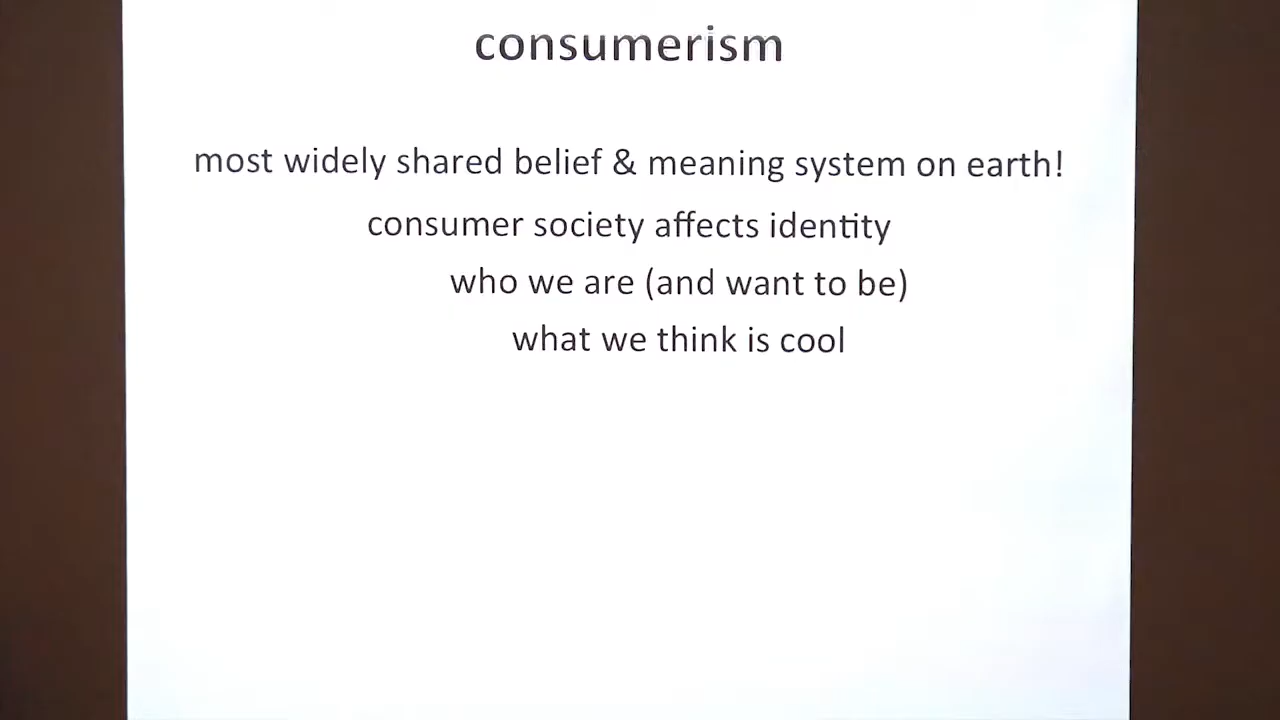 consumerism
most widely shared belief & meaning system on earth!
consumer society affects identity
who we are (and want to be)
what we think is cool